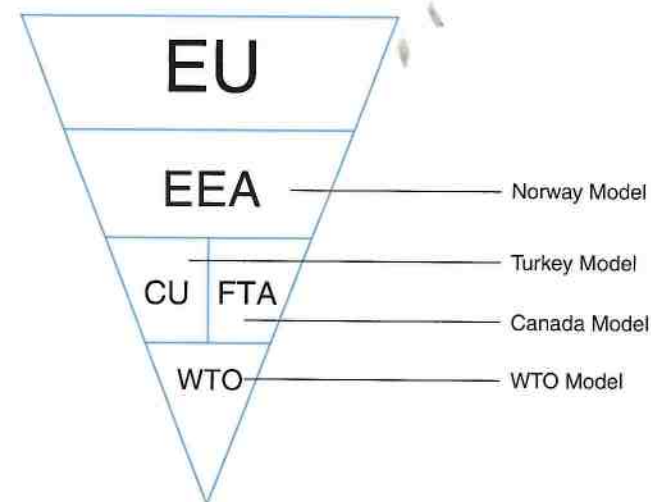 EU
EEA
Norway Model
Turkey Model
CU
FTA
Canada Model
WTO
WTO Model